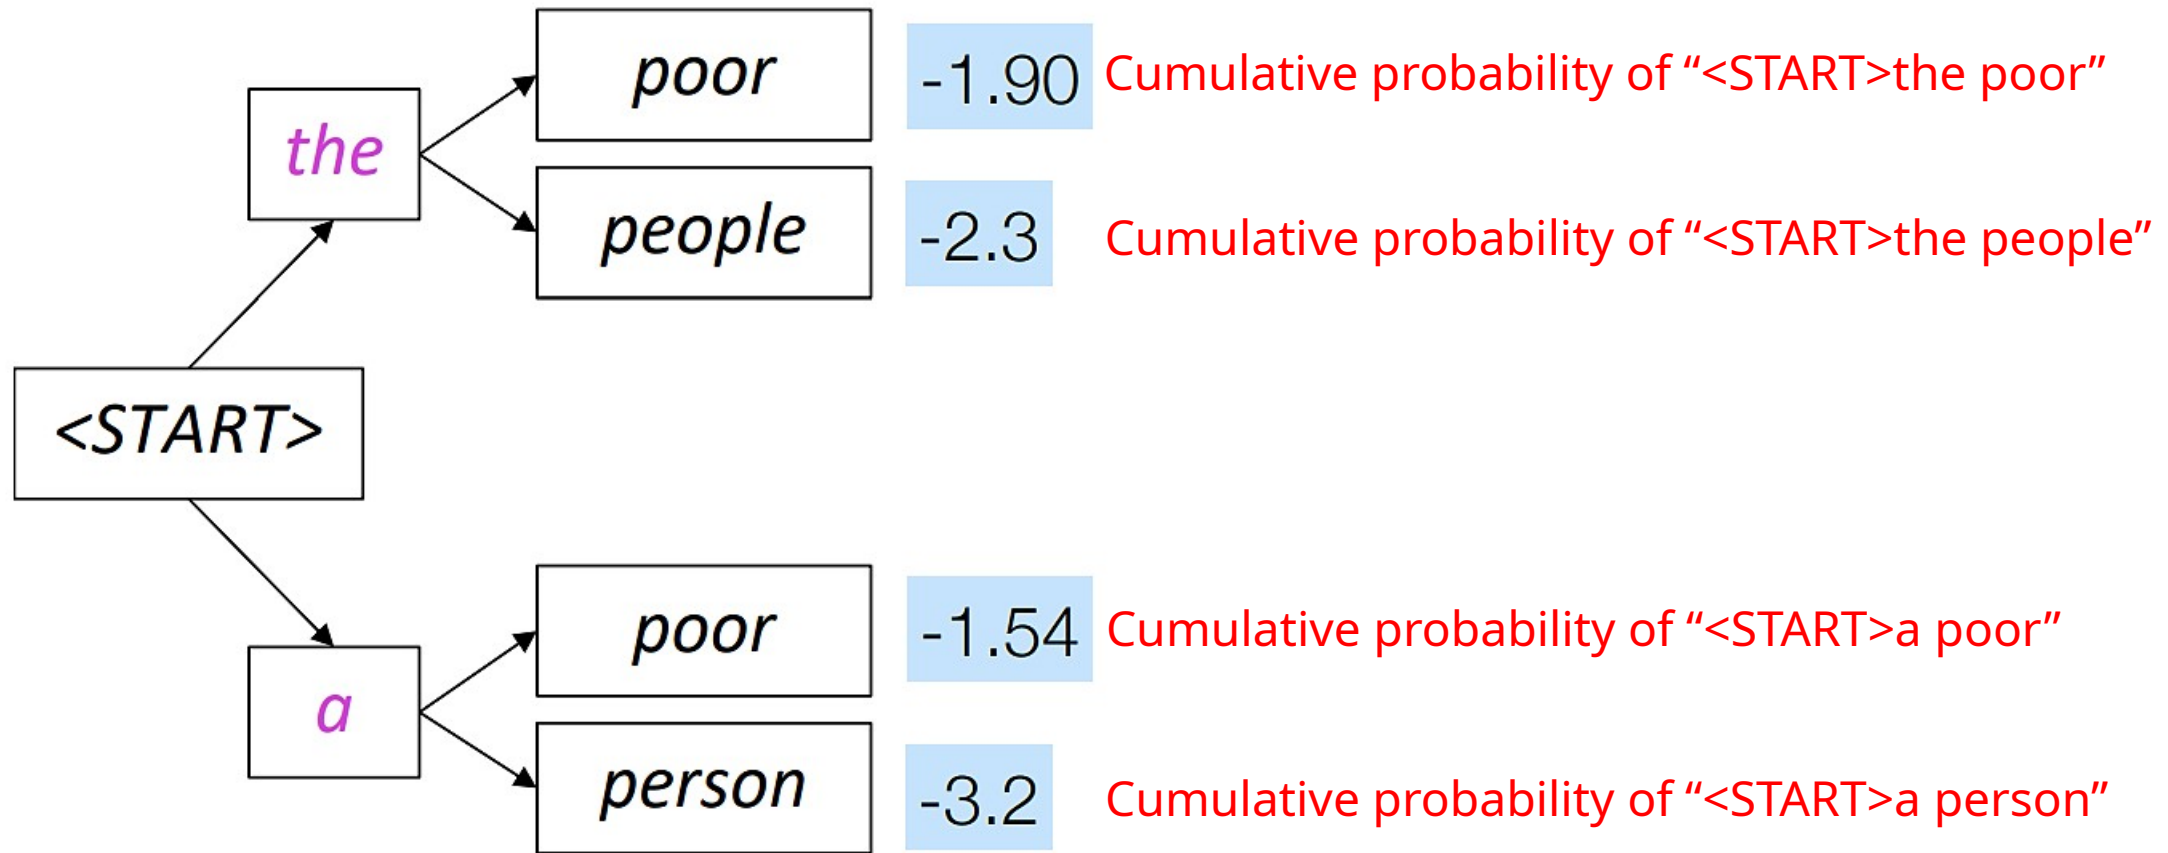 poor -1.90 Cumulative probability of “<START>the poor”
the
people -2.3 Cumulative probability of “<START>the people”
<START>
poor -1.54 Cumulative probability of “<START>a poor”
a
person -3.2 Cumulative probability of “<START>a person”